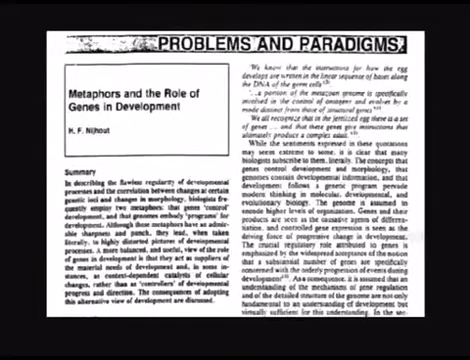 PROBLEMS AND PARADIGMS
Metaphors and the Role of
Genes in Development
H. F. Nijhout
Summary
In describing the flawless regularity of developmental
processes and the correlation between changes at certain
genetic loci and changes in morphology, biologists fre-
quently employ two metaphors: that genes 'control'
development, and that genomes embody 'programs' for
development. Although these metaphors have an admir-
able sharpness and punch, they lead, when taken
literally, to highly distorted pictures of developmental
processes. A more balanced, and useful, view of the role
of genes in development is that they act as suppliers of
the material needs of development and, in some in-
stances, as context-dependent catalysts of cellular
changes, rather than as 'controllers' of developmental
progress and direction. The consequences of adopting
this alternative view of development are discussed.
'We know that the instructions for how the egg
develops are written in the linear sequence of bases along
the DNA of the germ cells'
'...a portion of the metazoan genome is specifically
involved in the control of ontogeny and evolves by a
mode distinct from those of structural genes'
'We all recognize that in the fertilized egg there is a set
of genes ... and that these genes give instructions that
ultimately produce a complex adult.'
While the sentiments expressed in these quotations
may seem extreme to some, it is clear that many
biologists subscribe to them, literally. The concepts that
genes control development and morphology, that
genomes contain developmental information, and that
development follows a genetic program pervade
modern thinking in molecular, developmental, and
evolutionary biology. The genome is assumed to
encode higher levels of organization. Genes and their
products are seen as the causative agents of differen-
tiation, and controlled gene expression is seen as the
driving force of progressive change in development.
The crucial regulatory role attributed to genes is
emphasized by the widespread acceptance of the notion
that a substantial number of genes are specifically
concerned with the orderly progression of events during
development. As a consequence, it is assumed that an
understanding of the mechanisms of gene regulation
and of the detailed structure of the genome are not only
fundamental to an understanding of development but
virtually sufficient for this understanding. In the